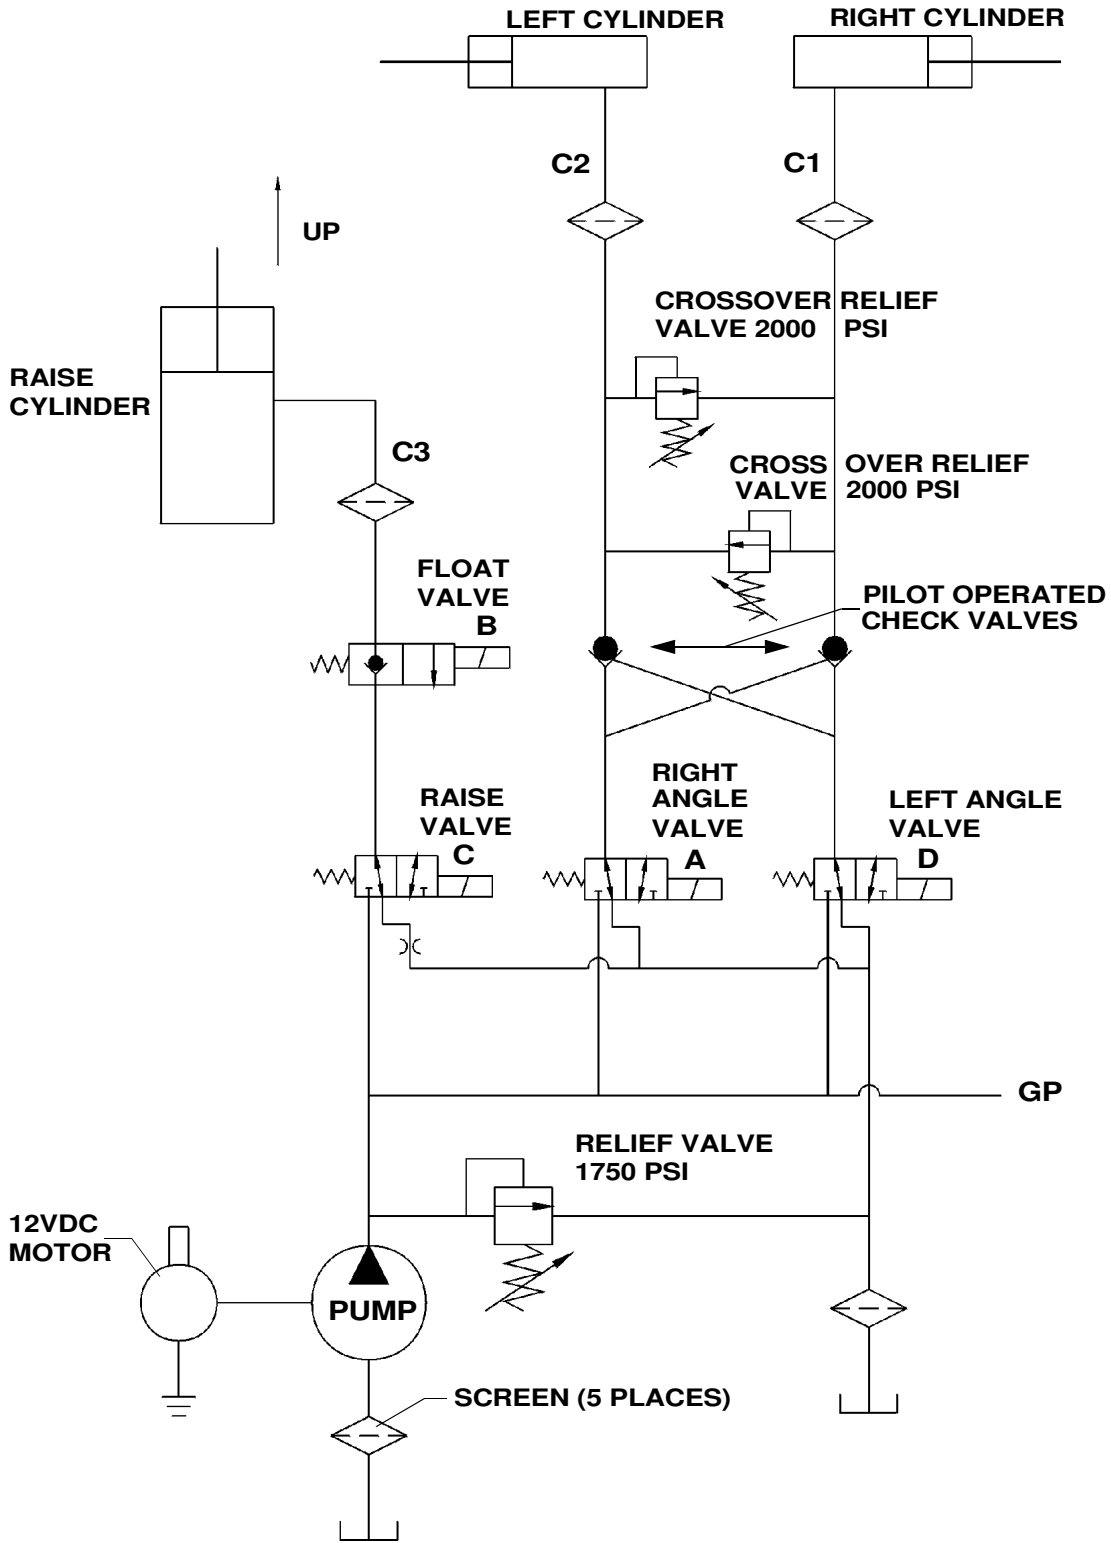 LEFT CYLINDER
RIGHT CYLINDER
C2
C1
UP
CROSSOVER RELIEF
VALVE 2000 PSI
RAISE
CYLINDER
C3
CROSS OVER RELIEF
VALVE 2000 PSI
FLOAT
VALVE
B
PILOT OPERATED
CHECK VALVES
RAISE
VALVE
C
RIGHT
ANGLE
VALVE
A
LEFT ANGLE
VALVE
D
GP
RELIEF VALVE
1750 PSI
12VDC
MOTOR
PUMP
SCREEN (5 PLACES)